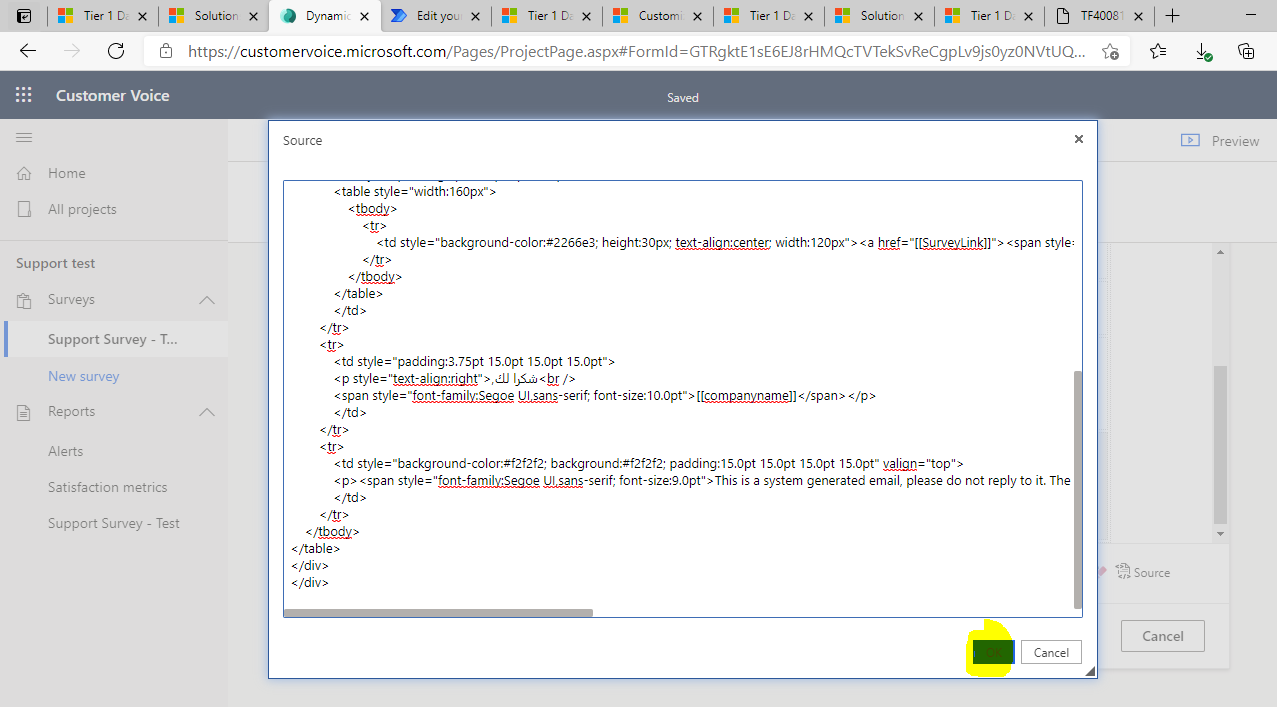 Tier 1 Da
Solution
Dynamic
Edit your
Tier 1 Da
Customi
Tier 1 Da
Solution
Tier 1 Da
TF40081
https://customervoice.microsoft.com/Pages/ProjectPage.aspx#FormId=GTRgktE1sE6EJ8rHMQcTVTekSvReCgpLv9js0yz0NVtUQ...
Customer Voice
Saved
Preview
Home
All projects
Support test
Surveys
Support Survey - T...
New survey
Reports
Alerts
Satisfaction metrics
Support Survey - Test
Source
<table style="width:160px">
<tbody>
<tr>
<td style="background-color:#2266e3; height:30px; text-align:center; width:120px"><a href="[[SurveyLink]]"><span style=
</tr>
</tbody>
</table>
</td>
</tr>
<tr>
<td style="padding:3.75pt 15.0pt 15.0pt 15.0pt">
<p style="text-align:right">,شكرا لك<br />
<span style="font-family:Segoe UI,sans-serif; font-size:10.0pt">[[companyname]]</span></p>
</td>
</tr>
<tr>
<td style="background-color:#f2f2f2; background:#f2f2f2; padding:15.0pt 15.0pt 15.0pt 15.0pt" valign="top">
<p><span style="font-family:Segoe UI,sans-serif; font-size:9.0pt">This is a system generated email, please do not reply to it. The
</td>
</tr>
</tbody>
</table>
</div>
</div>
OK
Cancel
Source
Cancel